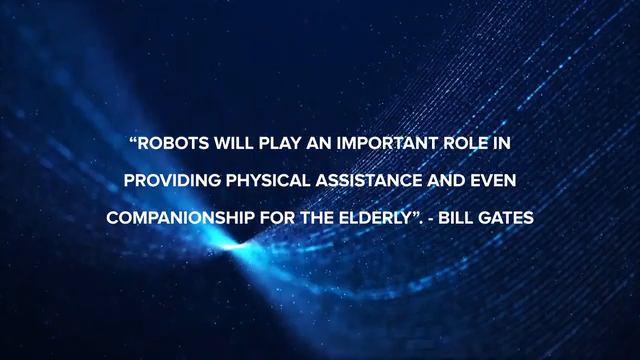 “ROBOTS WILL PLAY AN IMPORTANT ROLE IN
PROVIDING PHYSICAL ASSISTANCE AND EVEN
COMPANIONSHIP FOR THE ELDERLY”. - BILL GATES